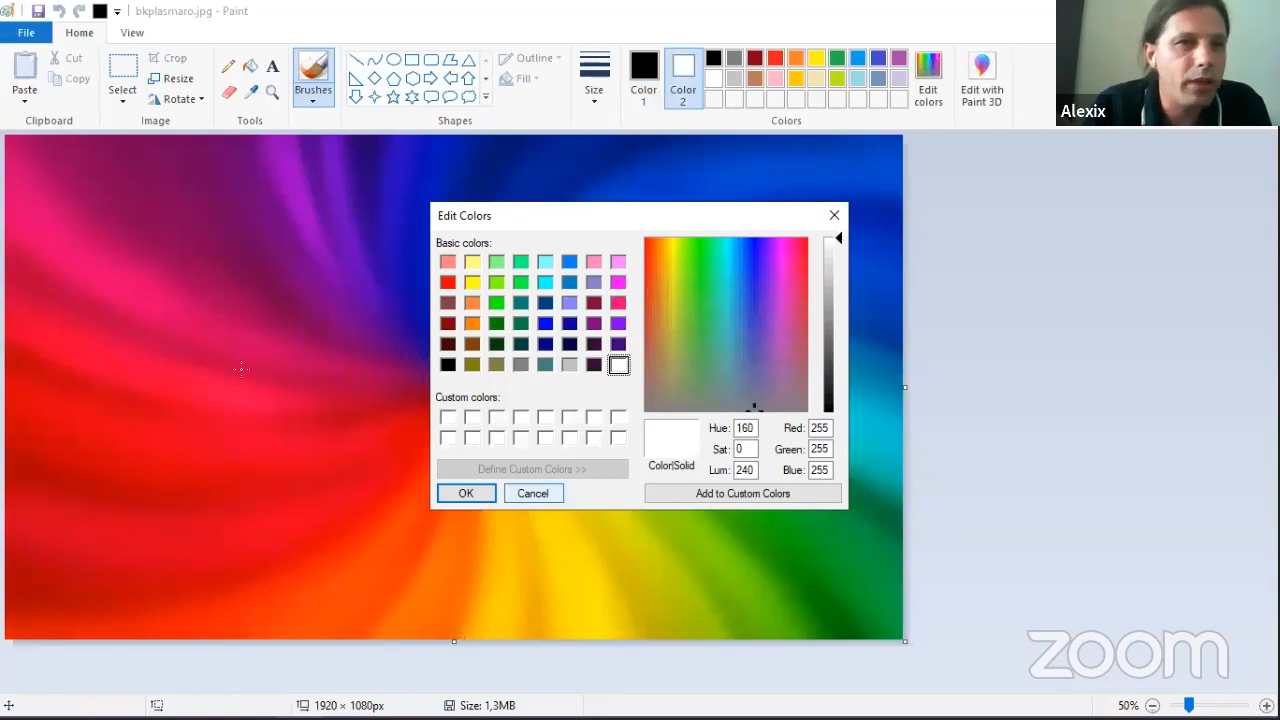 bkplasmaro.jpg - Paint
File
Home
View
Paste
Cut
Copy
Clipboard
Select
Crop
Resize
Rotate
Image
A
Tools
Brushes
Outline
Fill
Shapes
Size
Color 1
Color 2
Edit colors
Edit with Paint 3D
Colors
Alexix
Edit Colors
Basic colors:
Custom colors:
Define Custom Colors >>
OK
Cancel
Color|Solid
Hue: 160
Sat: 0
Lum: 240
Red: 255
Green: 255
Blue: 255
Add to Custom Colors
zoom
1920 × 1080px
Size: 1,3MB
50%